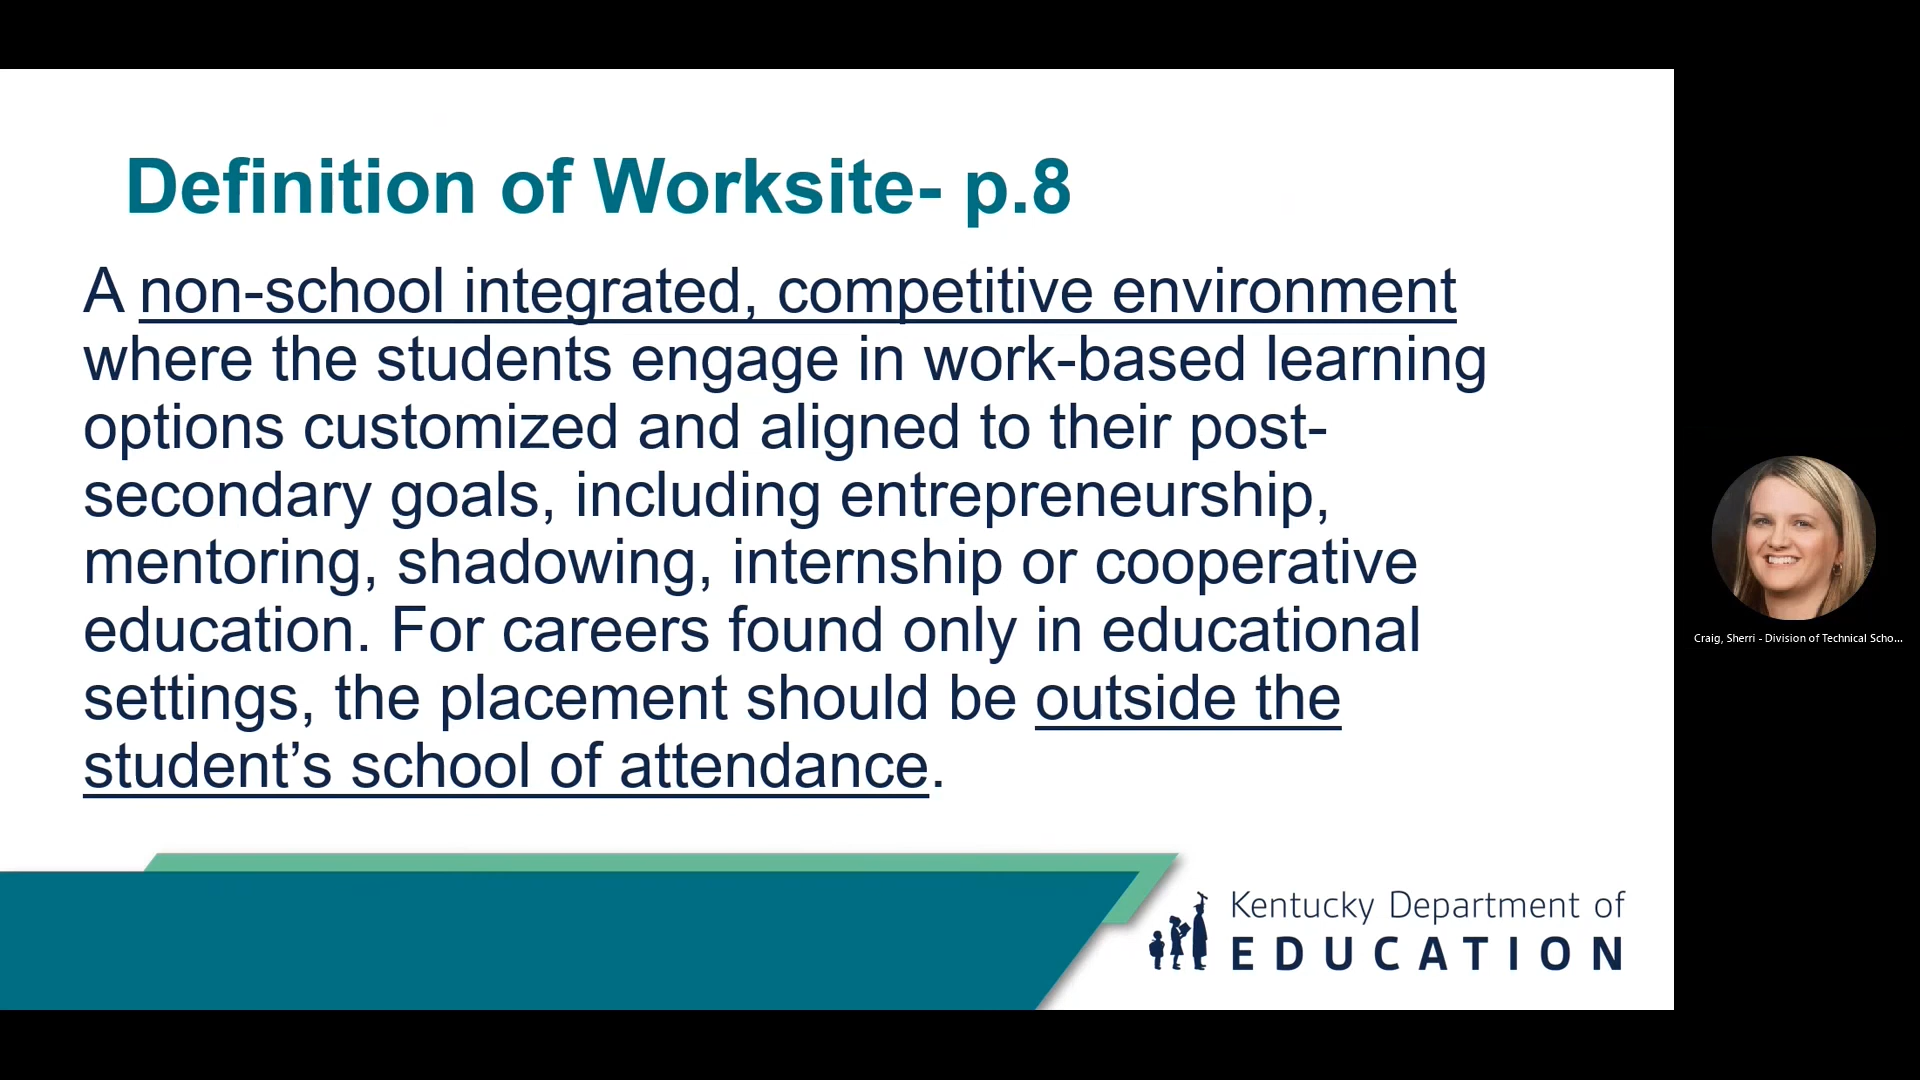 Definition of Worksite- p.8
A non-school integrated, competitive environment
where the students engage in work-based learning
options customized and aligned to their post-
secondary goals, including entrepreneurship,
mentoring, shadowing, internship or cooperative
education. For careers found only in educational
settings, the placement should be outside the
student’s school of attendance.
Kentucky Department of
EDUCATION
Craig, Sherri - Division of Technical Scho...